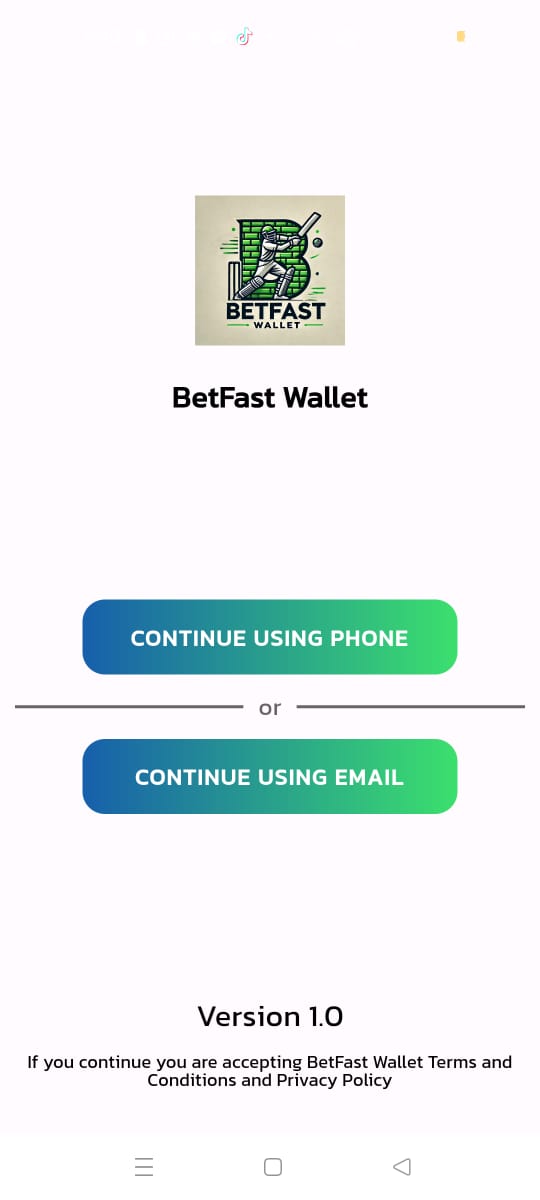 BETFAST
WALLET
BetFast Wallet
CONTINUE USING PHONE
or
CONTINUE USING EMAIL
Version 1.0
If you continue you are accepting BetFast Wallet Terms and
Conditions and Privacy Policy